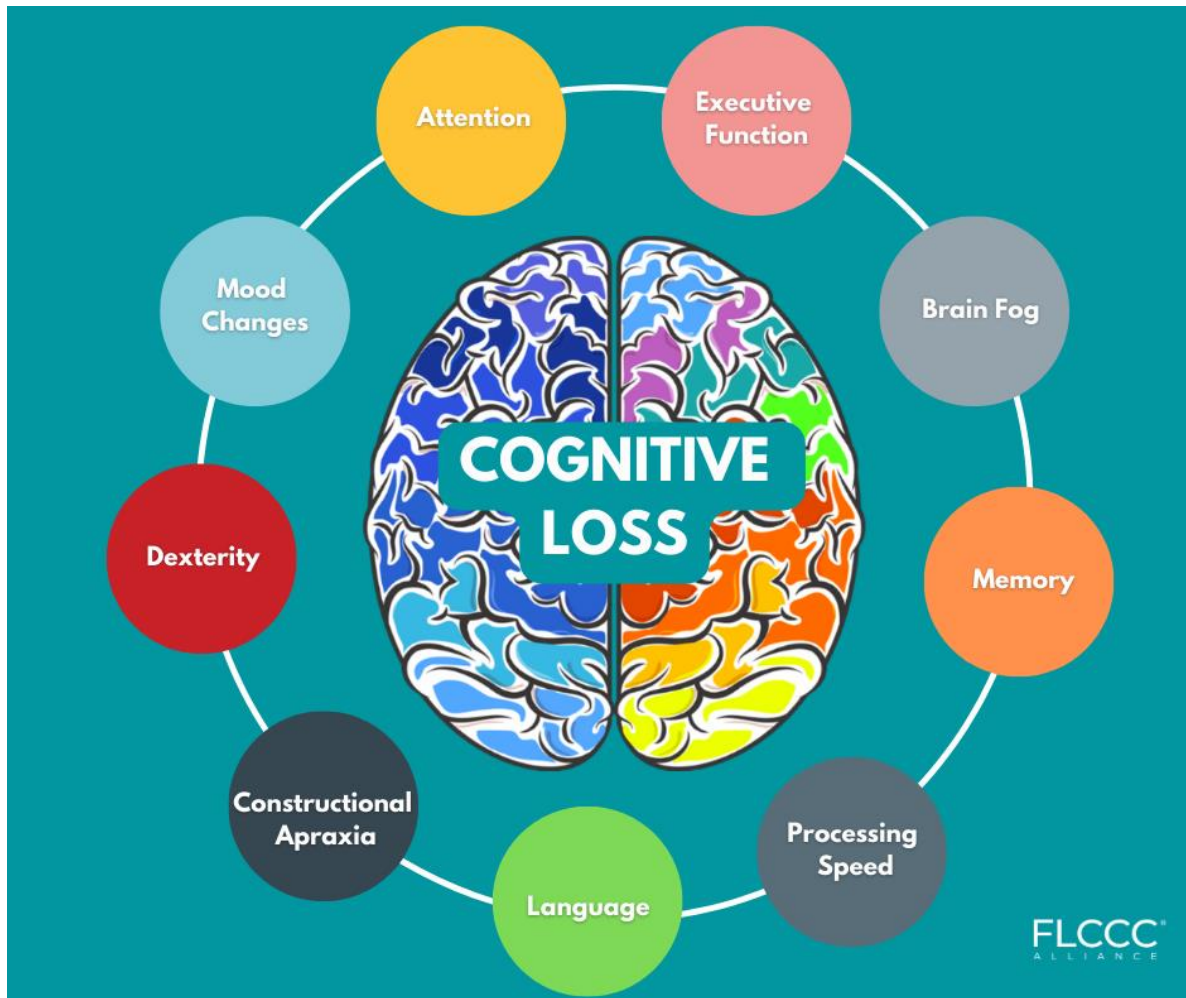 Attention
Executive
Function
Mood
Changes
Brain Fog
COGNITIVE
LOSS
Dexterity
Memory
Constructional
Apraxia
Processing
Speed
Language
FLCCC®
ALLIANCE